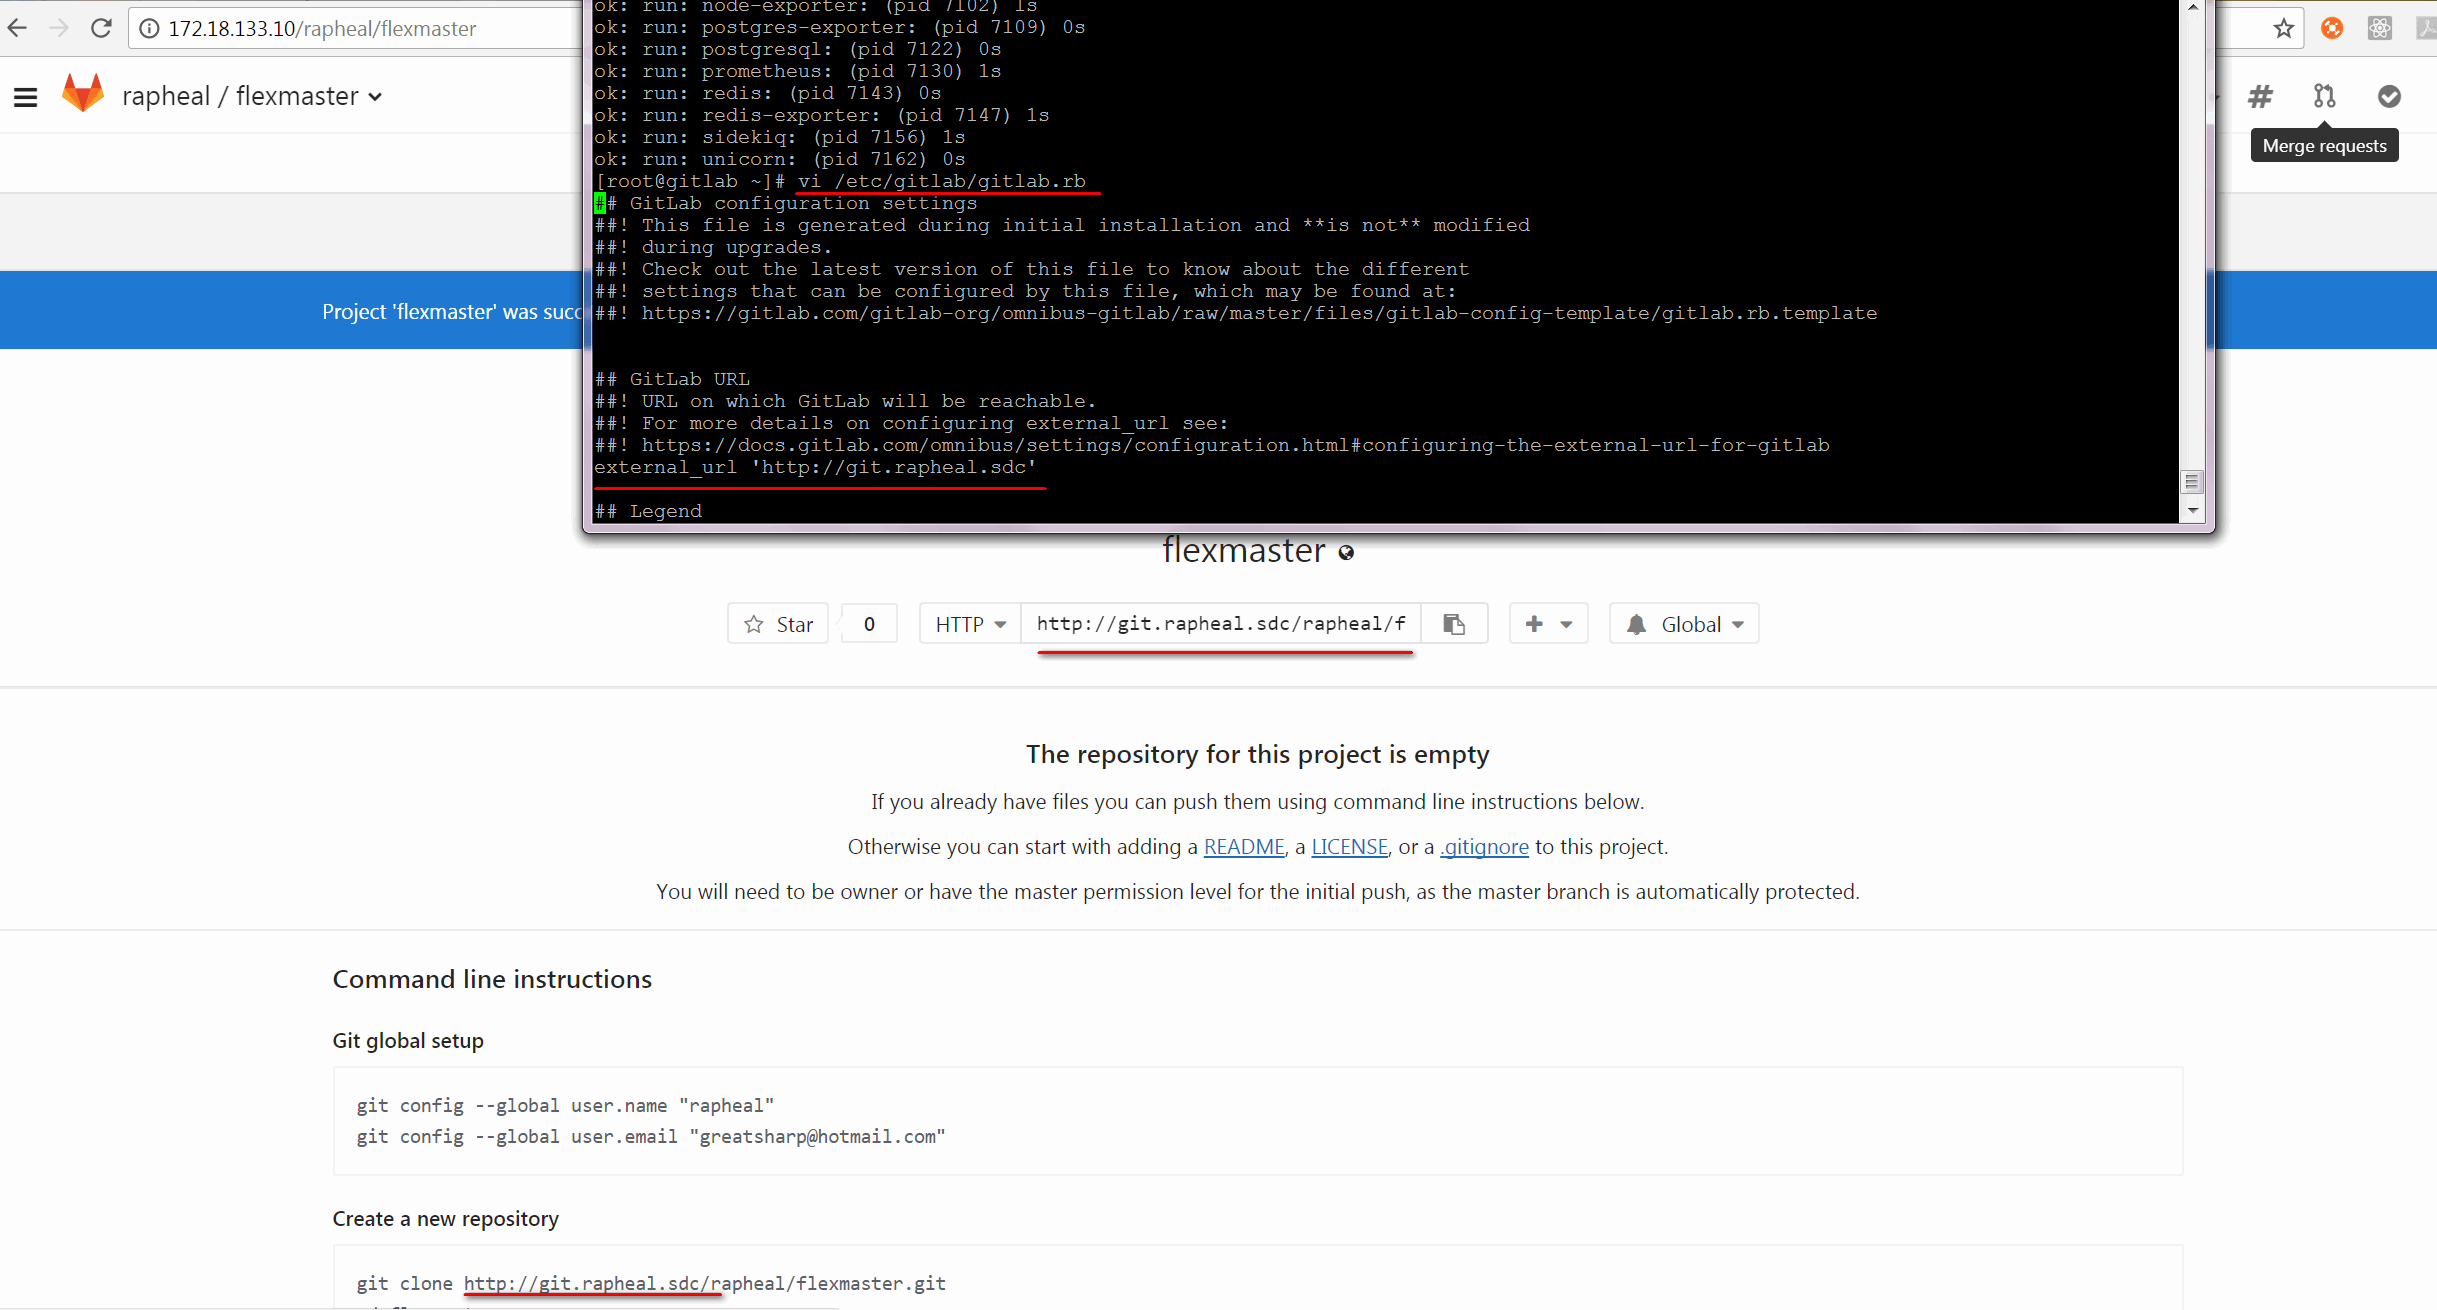 172.18.133.10/rapheal/flexmaster
rapheal / flexmaster
Merge requests
Project 'flexmaster' was succ
ok: run: node-exporter: (pid 7102) 1s
ok: run: postgres-exporter: (pid 7109) 0s
ok: run: postgresql: (pid 7122) 0s
ok: run: prometheus: (pid 7130) 1s
ok: run: redis: (pid 7143) 0s
ok: run: redis-exporter: (pid 7147) 1s
ok: run: sidekiq: (pid 7156) 1s
ok: run: unicorn: (pid 7162) 0s
[root@gitlab ~]# vi /etc/gitlab/gitlab.rb
## GitLab configuration settings
##! This file is generated during initial installation and **is not** modified
##! during upgrades.
##! Check out the latest version of this file to know about the different
##! settings that can be configured by this file, which may be found at:
##! https://gitlab.com/gitlab-org/omnibus-gitlab/raw/master/files/gitlab-config-template/gitlab.rb.template
## GitLab URL
##! URL on which GitLab will be reachable.
##! For more details on configuring external_url see:
##! https://docs.gitlab.com/omnibus/settings/configuration.html#configuring-the-external-url-for-gitlab
external_url 'http://git.rapheal.sdc'
## Legend
flexmaster
Star 0 HTTP http://git.rapheal.sdc/rapheal/f Global
The repository for this project is empty
If you already have files you can push them using command line instructions below.
Otherwise you can start with adding a README, a LICENSE, or a .gitignore to this project.
You will need to be owner or have the master permission level for the initial push, as the master branch is automatically protected.
Command line instructions
Git global setup
git config --global user.name "rapheal"
git config --global user.email "greatsharp@hotmail.com"
Create a new repository
git clone http://git.rapheal.sdc/rapheal/flexmaster.git